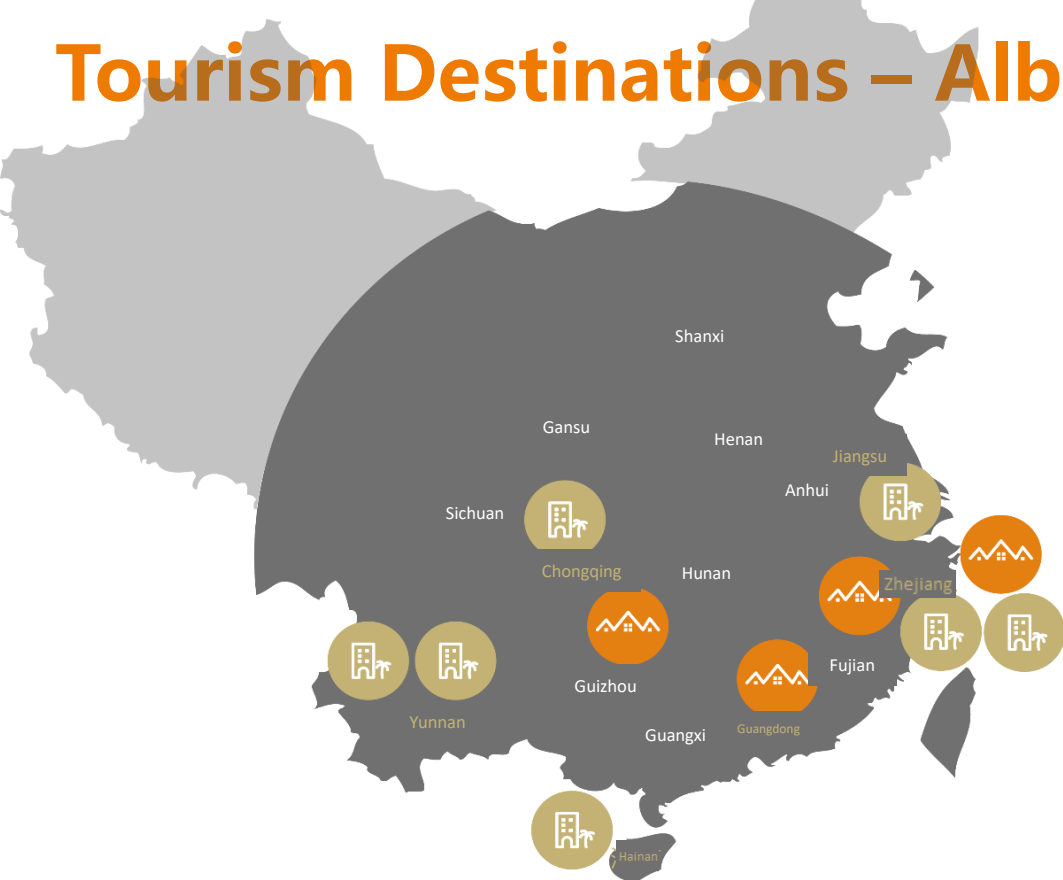 Tourism Destinations – Alb
Shanxi
Gansu
Henan
Jiangsu
Anhui
Sichuan
Chongqing
Hunan
Zhejiang
Fujian
Guizhou
Yunnan
Guangdong
Guangxi
Hainan